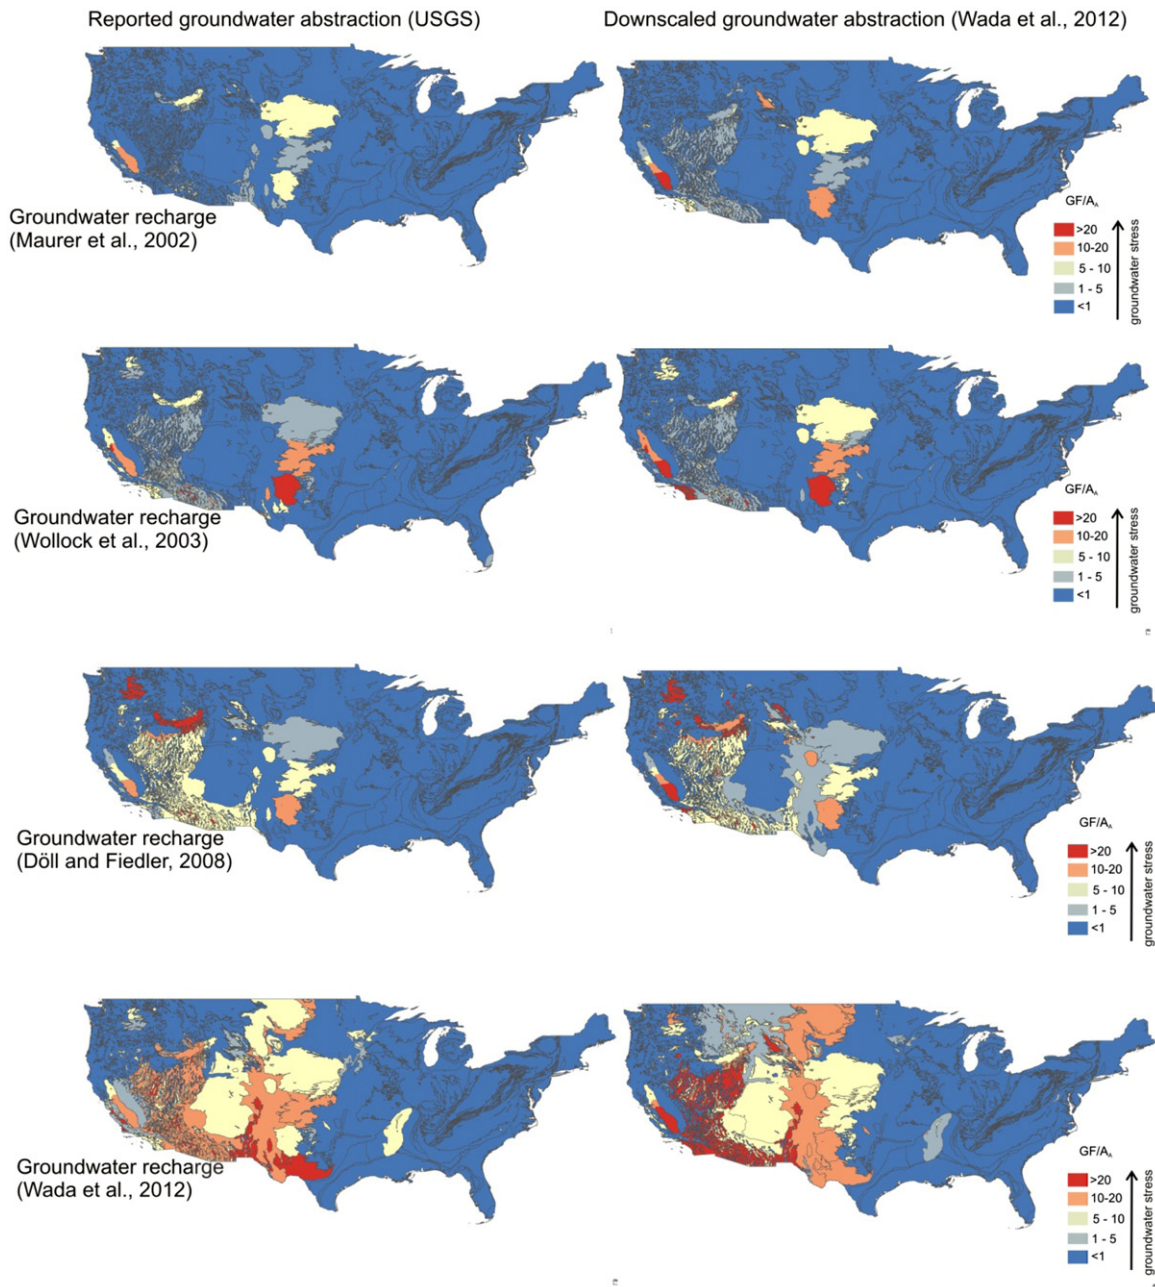 Reported groundwater abstraction (USGS)
Downscaled groundwater abstraction (Wada et al., 2012)
Groundwater recharge
(Maurer et al., 2002)
GF/A_A
>20
10-20
5 - 10
1 - 5
<1
groundwater stress
Groundwater recharge
(Wollock et al., 2003)
GF/A_A
>20
10-20
5 - 10
1 - 5
<1
groundwater stress
Groundwater recharge
(Döll and Fiedler, 2008)
GF/A_A
>20
10-20
5 - 10
1 - 5
<1
groundwater stress
Groundwater recharge
(Wada et al., 2012)
GF/A_A
>20
10-20
5 - 10
1 - 5
<1
groundwater stress